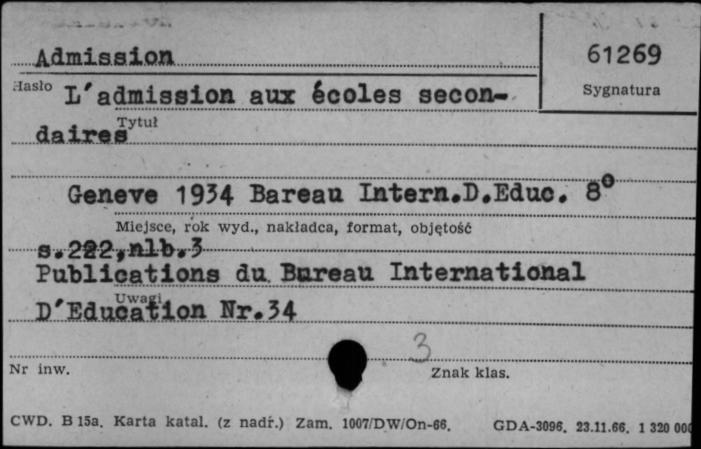 Admission
61269
Hasło
Sygnatura
L'admission aux écoles secon-
Tytuł
daires
Geneve 1934 Bareau Intern.D.Educ. 8°
Miejsce, rok wyd., nakładca, format, objętość
s.222,nlb.3
Publications du Bureau International
Uwagi
D'Education Nr.34
3
Nr inw.
Znak klas.
CWD. B 15a. Karta katal. (z nadr.) Zam. 1007/DW/On-66. GDA-3096. 23.11.66. 1 320 000